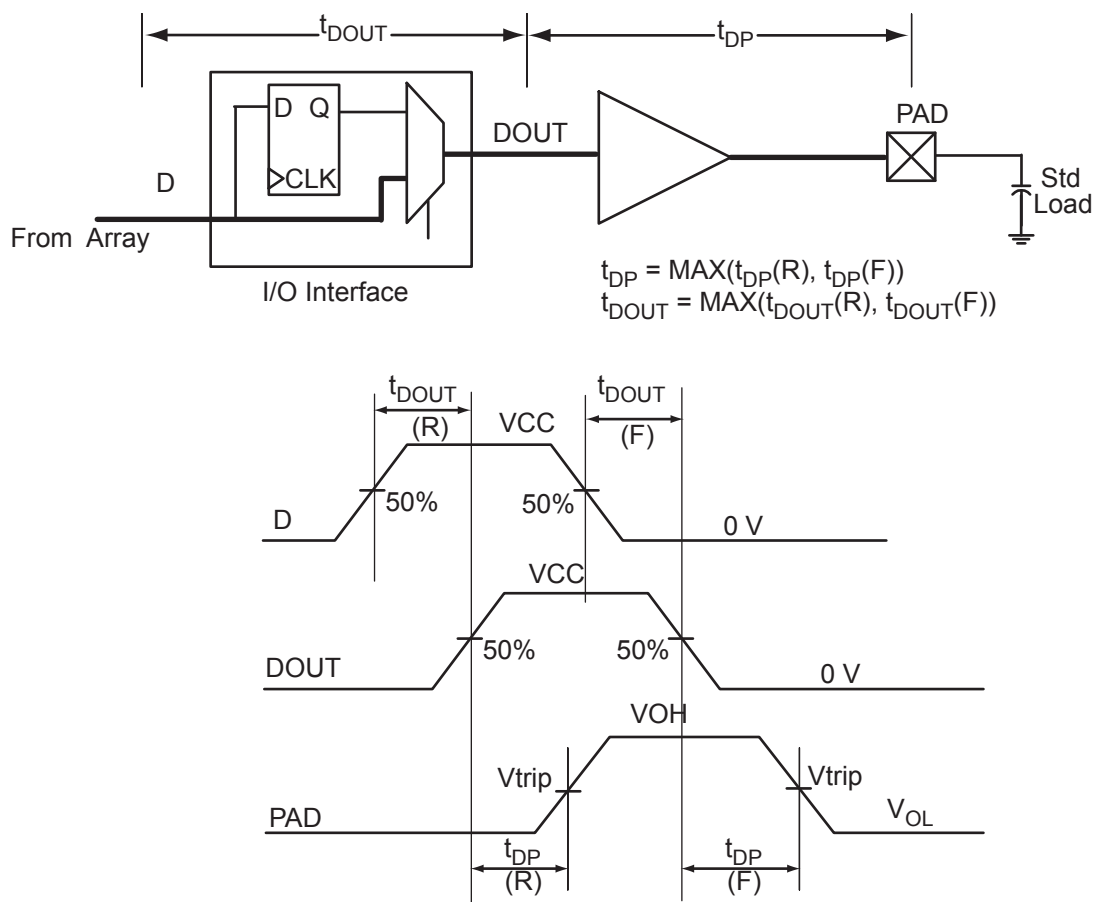 tDOUT
tDP
D Q
CLK
D
From Array
I/O Interface
DOUT
PAD
Std
Load
tDP = MAX(tDP(R), tDP(F))
tDOUT = MAX(tDOUT(R), tDOUT(F))
tDOUT
(R)
VCC
tDOUT
(F)
50%
50%
D
0 V
VCC
50%
50%
DOUT
0 V
VOH
Vtrip
Vtrip
PAD
VOL
tDP
(R)
tDP
(F)